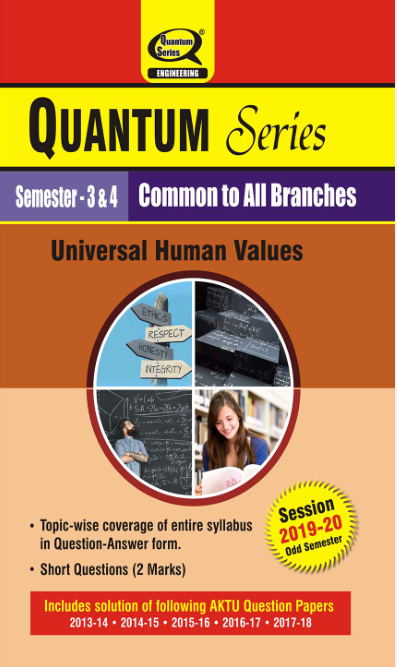 Quantum
Series
ENGINEERING
QUANTUM Series
Semester - 3 & 4 Common to All Branches
Universal Human Values
ETHICS
RESPECT
HONESTY
INTEGRITY
Session
2019-20
Odd Semester
• Topic-wise coverage of entire syllabus
in Question-Answer form.
• Short Questions (2 Marks)
Includes solution of following AKTU Question Papers
2013-14 • 2014-15 • 2015-16 • 2016-17 • 2017-18